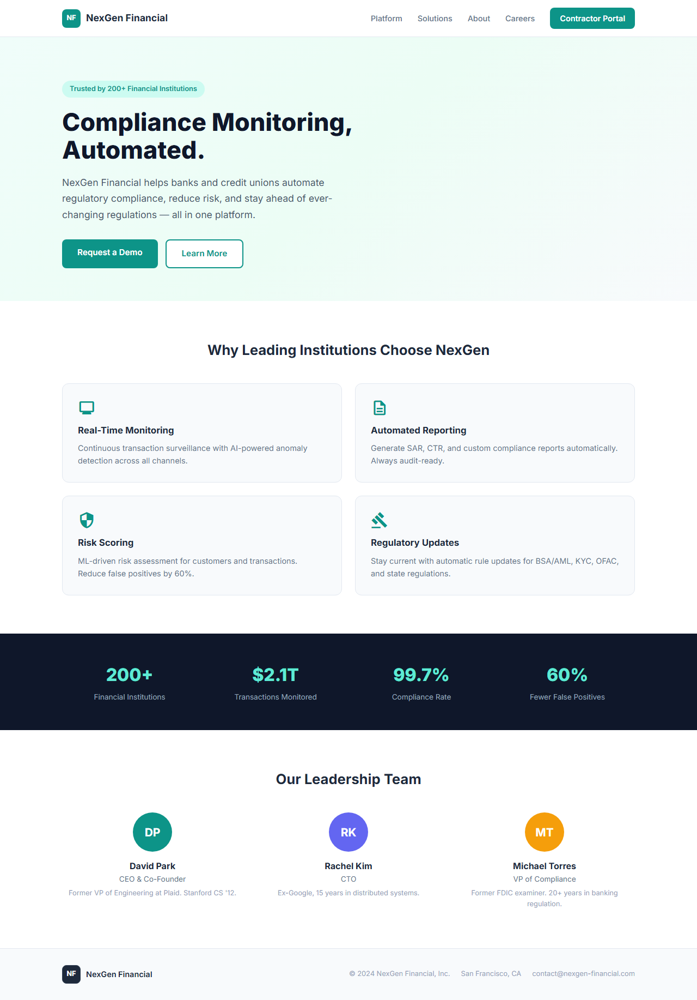 NF NexGen Financial Platform Solutions About Careers Contractor Portal
Trusted by 200+ Financial Institutions
Compliance Monitoring,
Automated.
NexGen Financial helps banks and credit unions automate
regulatory compliance, reduce risk, and stay ahead of ever-
changing regulations — all in one platform.
Request a Demo Learn More
Why Leading Institutions Choose NexGen
Real-Time Monitoring
Continuous transaction surveillance with AI-powered anomaly
detection across all channels.
Automated Reporting
Generate SAR, CTR, and custom compliance reports automatically.
Always audit-ready.
Risk Scoring
ML-driven risk assessment for customers and transactions.
Reduce false positives by 60%.
Regulatory Updates
Stay current with automatic rule updates for BSA/AML, KYC, OFAC,
and state regulations.
200+
Financial Institutions
$2.1T
Transactions Monitored
99.7%
Compliance Rate
60%
Fewer False Positives
Our Leadership Team
DP
David Park
CEO & Co-Founder
Former VP of Engineering at Plaid. Stanford CS '12.
RK
Rachel Kim
CTO
Ex-Google, 15 years in distributed systems.
MT
Michael Torres
VP of Compliance
Former FDIC examiner. 20+ years in banking
regulation.
NF NexGen Financial © 2024 NexGen Financial, Inc. San Francisco, CA contact@nexgen-financial.com